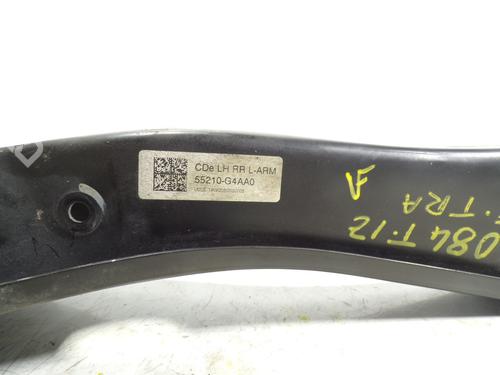 CDe LH RR L-ARM
55210-G4AA0
084 T-12
TRA